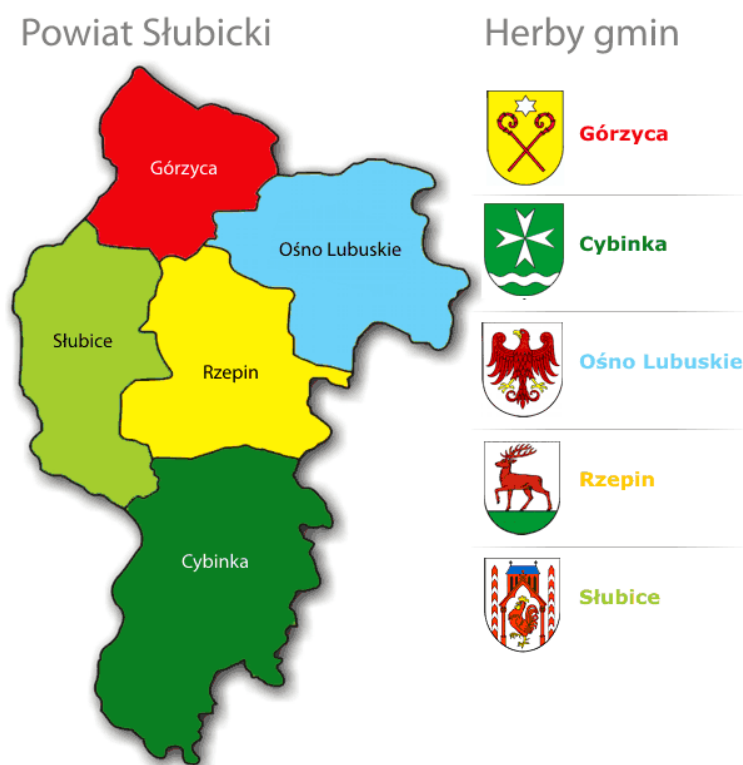 Powiat Słubicki
Herby gmin
Górzyca
Ośno Lubuskie
Słubice
Rzepin
Cybinka
Górzyca
Cybinka
Ośno Lubuskie
Rzepin
Słubice